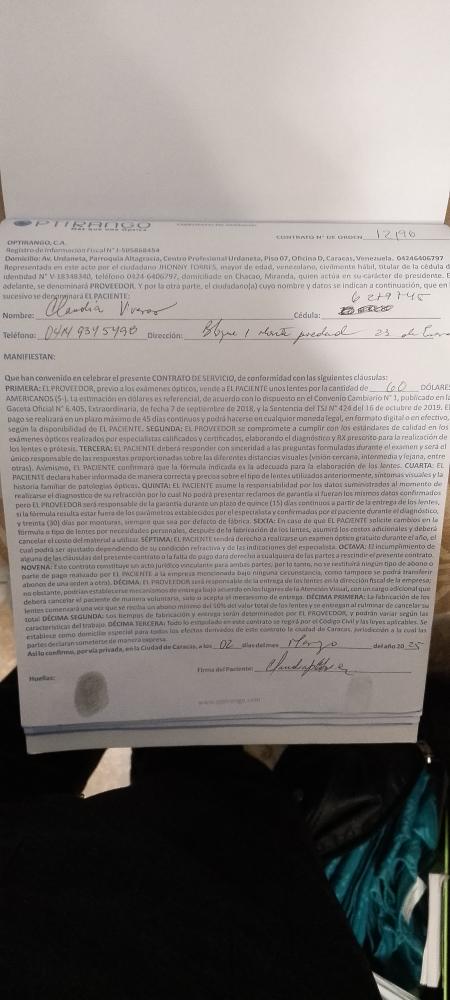 OPTIRANGO
CONTRATO N° DE ORDEN 12196
OPTIRANGO, C.A.
Registro de Información Fiscal N° J-505868454
Domicilio: Av. Urdaneta, Parroquia Altagracia, Centro Profesional Urdaneta, Piso 07, Oficina D, Caracas, Venezuela. 04246406797
Representada en este acto por el ciudadano JHONNY TORRES, mayor de edad, venezolano, civilmente hábil, titular de la cédula d
identidad N° V-18348340, teléfono 0424 6406797, domiciliado en Chacao, Miranda, quien actúa en su carácter de presidente. E
adelante, se denominará PROVEEDOR. Y por la otra parte, el ciudadano(a) cuyo nombre y datos se indican a continuación, que en l
sucesivo se denominará EL PACIENTE:
6219745
Nombre: Claudia Cédula:
Teléfono: 0414 9345490 Dirección: Bloque 1 23 de
MANIFIESTAN:
Que han convenido en celebrar el presente CONTRATO DE SERVICIO, de conformidad con las siguientes cláusulas:
PRIMERA: EL PROVEEDOR, previo a los exámenes ópticos, vende a EL PACIENTE unos lentes por la cantidad de 60 DÓLARES
AMERICANOS ($-). La estimación en dólares es referencial, de acuerdo con lo dispuesto en el Convenio Cambiario N° 1, publicado en la
Gaceta Oficial N° 6.405, Extraordinaria, de fecha 7 de septiembre de 2018, y la Sentencia del TSJ N° 424 del 16 de octubre de 2019. El
pago se realizará en un plazo máximo de 45 días continuos y podrá hacerse en cualquier moneda legal, en formato digital o en efectivo,
según la disponibilidad de EL PACIENTE. SEGUNDA: EL PROVEEDOR se compromete a cumplir con los estándares de calidad en los
exámenes ópticos realizados por especialistas calificados y certificados, elaborando el diagnóstico y RX prescrito para la realización de
los lentes o prótesis. TERCERA: EL PACIENTE deberá responder con sinceridad a las preguntas formuladas durante el examen y será el
único responsable de las respuestas proporcionadas sobre las diferentes distancias visuales (visión cercana, intermedia y lejana, entre
otras). Asimismo, EL PACIENTE confirmará que la fórmula indicada es la adecuada para la elaboración de los lentes. CUARTA: EL
PACIENTE declara haber informado de manera correcta y precisa sobre el tipo de lentes utilizados anteriormente, síntomas visuales y la
historia familiar de patologías ópticas. QUINTA: EL PACIENTE asume la responsabilidad por los datos suministrados al momento de
realizarse el diagnostico de su refracción por lo cual No podrá presentar reclamos de garantía si fueron los mismos datos confirmados
pero EL PROVEEDOR será responsable de la garantía durante un plazo de quince (15) días continuos a partir de la entrega de los lentes,
si la fórmula resulta estar fuera de los parámetros establecidos por el especialista y confirmados por el paciente durante el diagnóstico,
y treinta (30) días por monturas, siempre que sea por defecto de fábrica. SEXTA: En caso de que EL PACIENTE solicite cambios en la
fórmula o tipo de lentes por necesidades personales, después de la fabricación de los lentes, asumirá los costos adicionales y deberá
cancelar el costo del material a utilizar. SÉPTIMA: EL PACIENTE tendrá derecho a realizarse un examen óptico gratuito durante el año, el
cual podrá ser ajustado dependiendo de su condición refractiva y de las indicaciones del especialista. OCTAVA: El incumplimiento de
alguna de las cláusulas del presente contrato o la falta de pago dará derecho a cualquiera de las partes a rescindir el presente contrato.
NOVENA: Este contrato constituye un acto jurídico vinculante para ambas partes; por lo tanto, no se restituirá ningún tipo de abono o
parte de pago realizado por EL PACIENTE a la empresa mencionada bajo ninguna circunstancia, como tampoco se podrá transferir
abonos de una orden a otro). DÉCIMA: EL PROVEEDOR será responsable de la entrega de los lentes en la dirección fiscal de la empresa;
no obstante, podrían establecerse mecanismos de entrega bajo acuerdo en los lugares de la Atención Visual, con un cargo adicional que
deberá cancelar el paciente de manera voluntaria, solo si acepta el mecanismo de entrega. DÉCIMA PRIMERA: La fabricación de los
lentes comenzará una vez que se reciba un abono mínimo del 50% del valor total de los lentes y se entregan al culminar de cancelar su
total. DÉCIMA SEGUNDA: Los tiempos de fabricación y entrega serán determinados por EL PROVEEDOR, y podrán variar según las
características del trabajo. DÉCIMA TERCERA: Todo lo estipulado en este contrato se regirá por el Código Civil y las leyes aplicables. Se
establece como domicilio especial para todos los efectos derivados de este contrato la ciudad de Caracas, jurisdicción a la cual las
partes declaran someterse de manera expresa.
Así lo confirmo, por vía privada, en la Ciudad de Caracas, a los 02 días del mes Marzo del año 2025
Firma del Paciente:
Huellas:
www.optirango.com